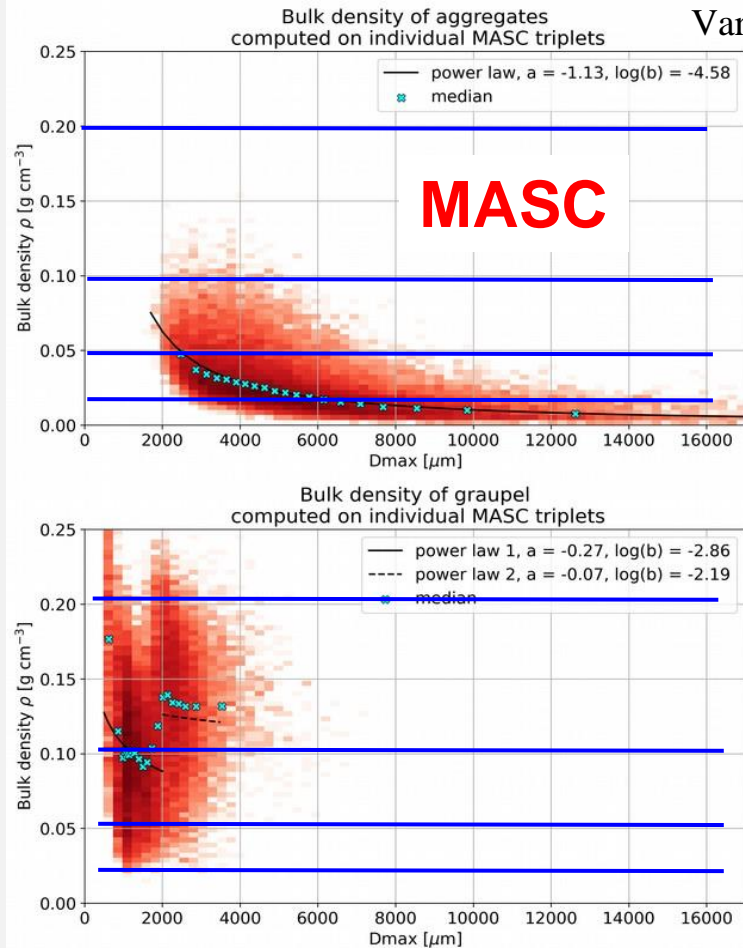 Bulk density of aggregates
computed on individual MASC triplets
Var
power law, a = -1.13, log(b) = -4.58
median
MASC
Bulk density ρ [g cm⁻³]
0.25
0.20
0.15
0.10
0.05
0.00
0 2000 4000 6000 8000 10000 12000 14000 16000
Dmax [μm]
Bulk density of graupel
computed on individual MASC triplets
power law 1, a = -0.27, log(b) = -2.86
power law 2, a = -0.07, log(b) = -2.19
median
Bulk density ρ [g cm⁻³]
0.25
0.20
0.15
0.10
0.05
0.00
0 2000 4000 6000 8000 10000 12000 14000 16000
Dmax [μm]